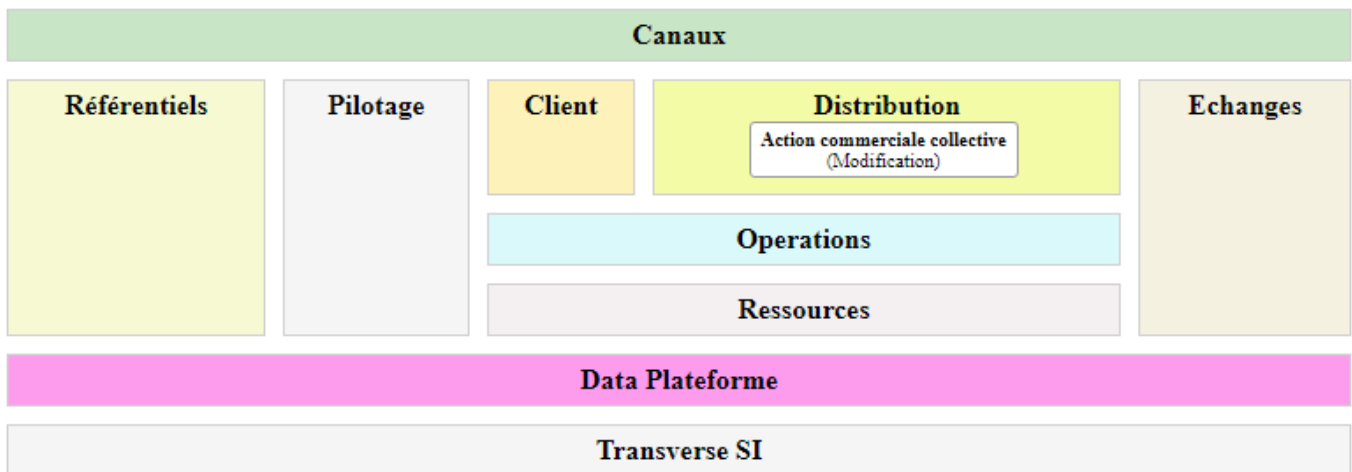 Canaux
Référentiels
Pilotage
Client
Distribution
Action commerciale collective
(Modification)
Echanges
Operations
Ressources
Data Plateforme
Transverse SI